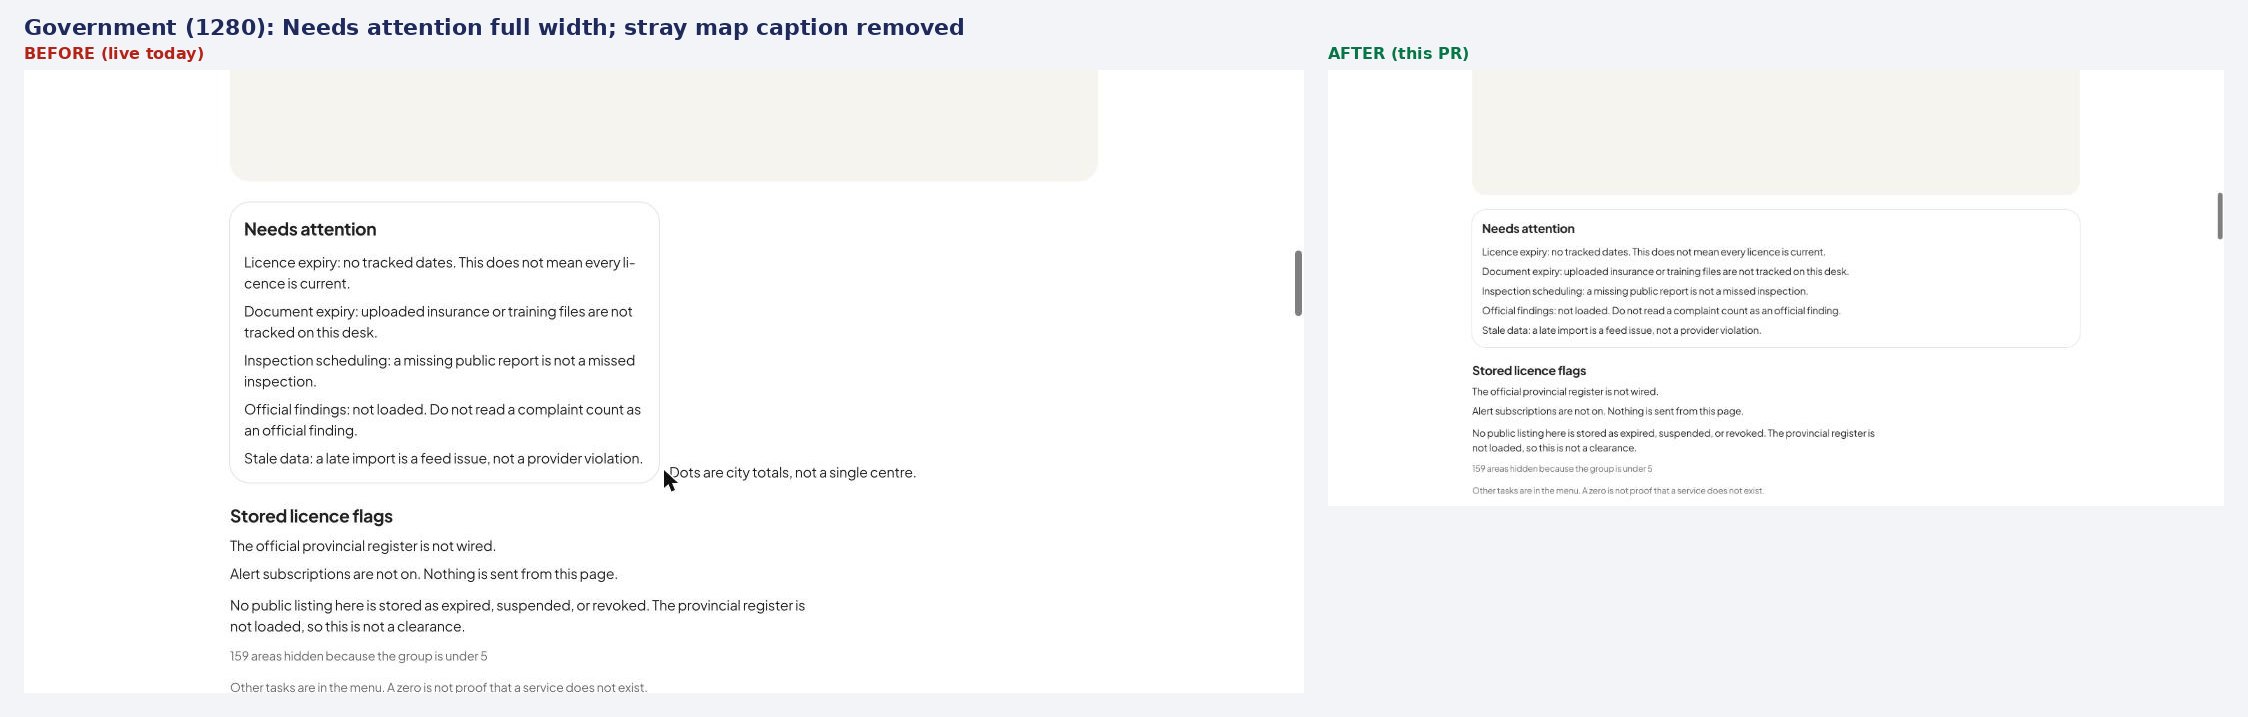 Government (1280): Needs attention full width; stray map caption removed
BEFORE (live today)
Needs attention
Licence expiry: no tracked dates. This does not mean every li-
cence is current.
Document expiry: uploaded insurance or training files are not
tracked on this desk.
Inspection scheduling: a missing public report is not a missed
inspection.
Official findings: not loaded. Do not read a complaint count as
an official finding.
Stale data: a late import is a feed issue, not a provider violation.
Dots are city totals, not a single centre.
Stored licence flags
The official provincial register is not wired.
Alert subscriptions are not on. Nothing is sent from this page.
No public listing here is stored as expired, suspended, or revoked. The provincial register is
not loaded, so this is not a clearance.
159 areas hidden because the group is under 5
Other tasks are in the menu. A zero is not proof that a service does not exist.
AFTER (this PR)
Needs attention
Licence expiry: no tracked dates. This does not mean every licence is current.
Document expiry: uploaded insurance or training files are not tracked on this desk.
Inspection scheduling: a missing public report is not a missed inspection.
Official findings: not loaded. Do not read a complaint count as an official finding.
Stale data: a late import is a feed issue, not a provider violation.
Stored licence flags
The official provincial register is not wired.
Alert subscriptions are not on. Nothing is sent from this page.
No public listing here is stored as expired, suspended, or revoked. The provincial register is
not loaded, so this is not a clearance.
159 areas hidden because the group is under 5
Other tasks are in the menu. A zero is not proof that a service does not exist.